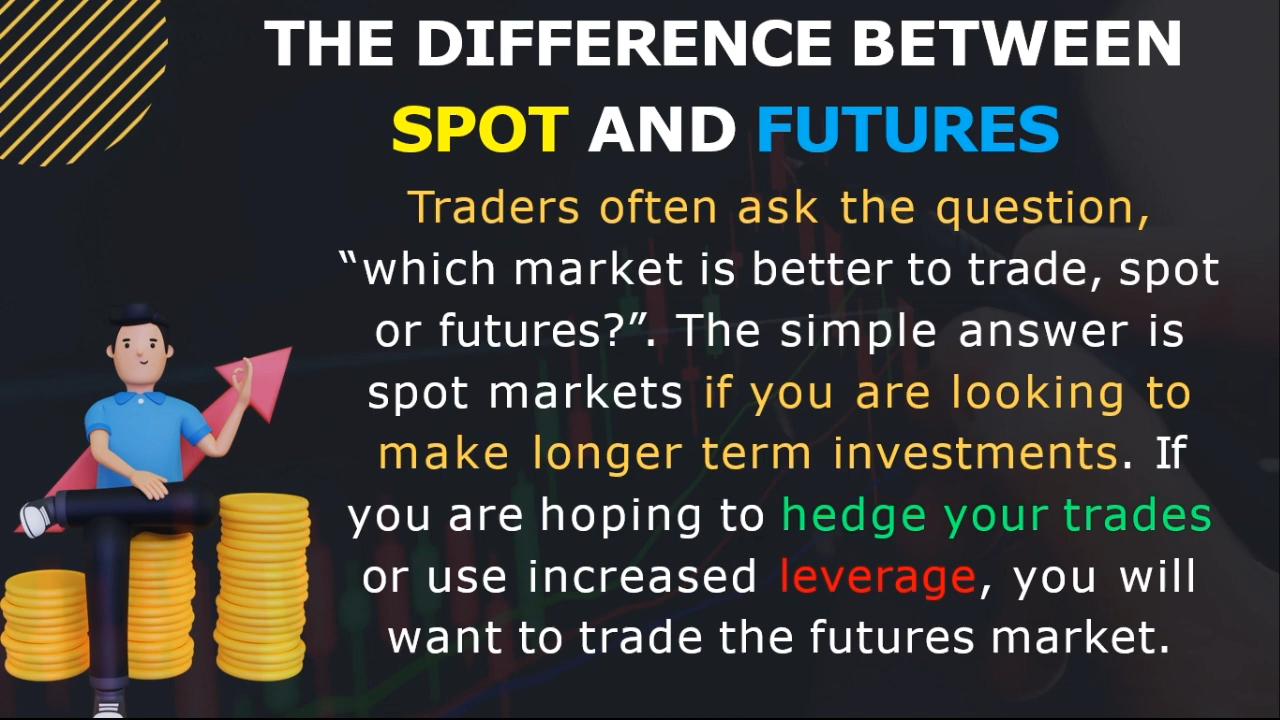 THE DIFFERENCE BETWEEN
SPOT AND FUTURES
Traders often ask the question,
“which market is better to trade, spot
or futures?”. The simple answer is
spot markets if you are looking to
make longer term investments. If
you are hoping to hedge your trades
or use increased leverage, you will
want to trade the futures market.